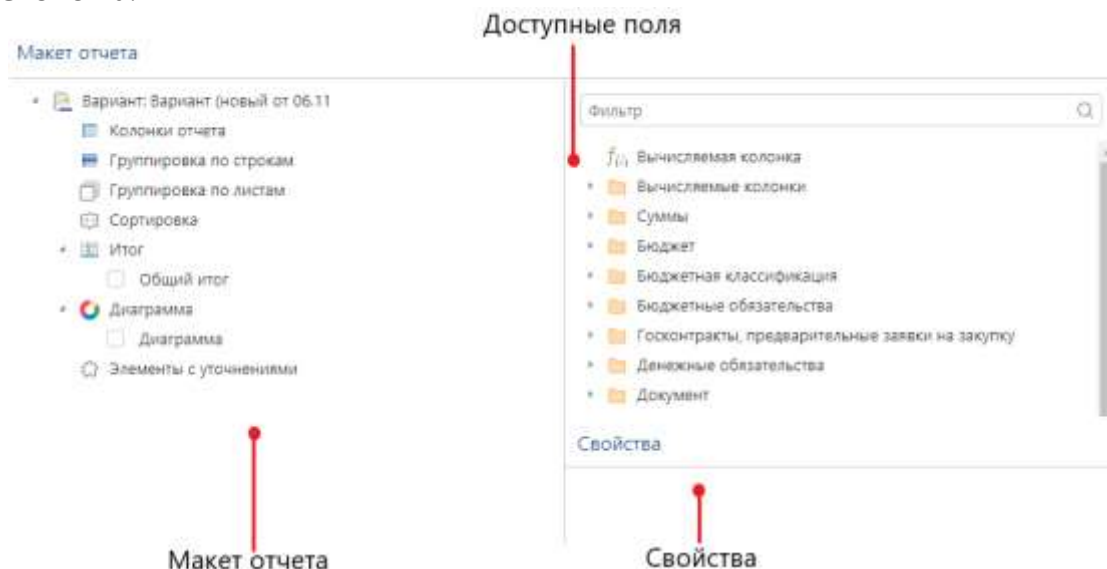 Доступные поля
Макет отчета
Вариант: Вариант (новый от 06.11
Колонки отчета
Группировка по строкам
Группировка по листам
Сортировка
Итог
Общий итог
Диаграмма
Диаграмма
Элементы с уточнениями
Фильтр
f(x) Вычисляемая колонка
Вычисляемые колонки
Суммы
Бюджет
Бюджетная классификация
Бюджетные обязательства
Госконтракты, предварительные заявки на закупку
Денежные обязательства
Документ
Свойства
Макет отчета
Свойства